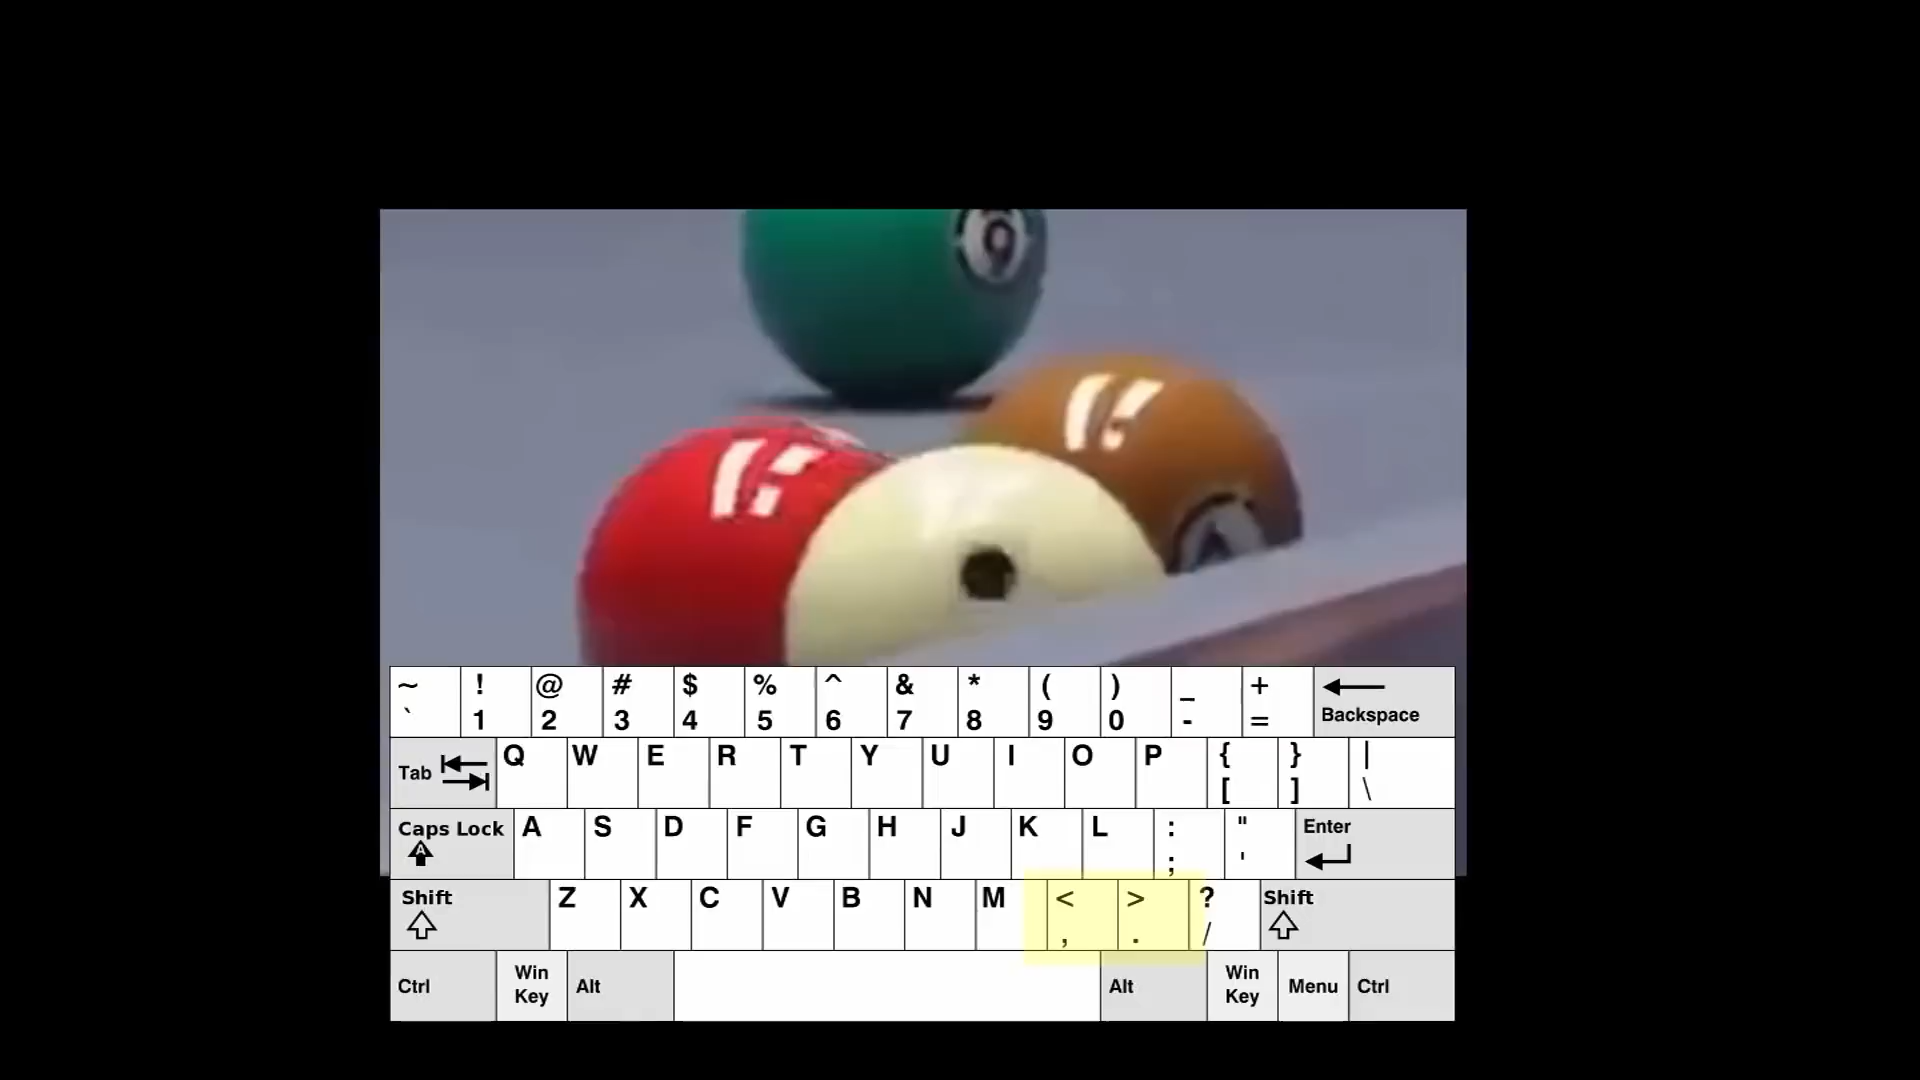 6
~ ! @ # $ % ^ & * ( ) _ +
` 1 2 3 4 5 6 7 8 9 0 - = Backspace
Tab Q W E R T Y U I O P { } |
[ ] \
Caps Lock A S D F G H J K L : " Enter
A ; '
Shift Z X C V B N M < > ? Shift
, . /
Ctrl Win Key Alt Alt Win Key Menu Ctrl